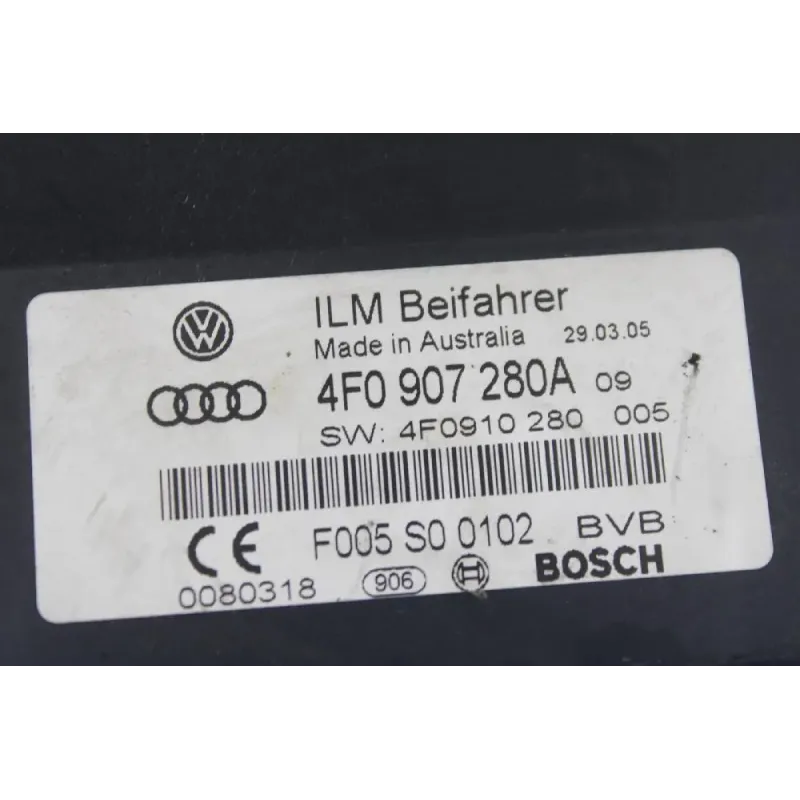 ILM Beifahrer
Made in Australia 29.03.05
4F0 907 280A 09
SW: 4F0910 280 005
CE F005 S0 0102 BVB
0080318 906 BOSCH